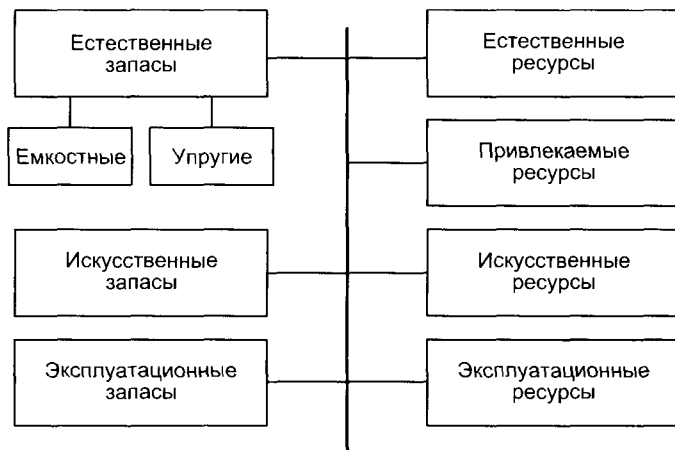 Естественные
запасы
Емкостные
Упругие
Искусственные
запасы
Эксплуатационные
запасы
Естественные
ресурсы
Привлекаемые
ресурсы
Искусственные
ресурсы
Эксплуатационные
ресурсы